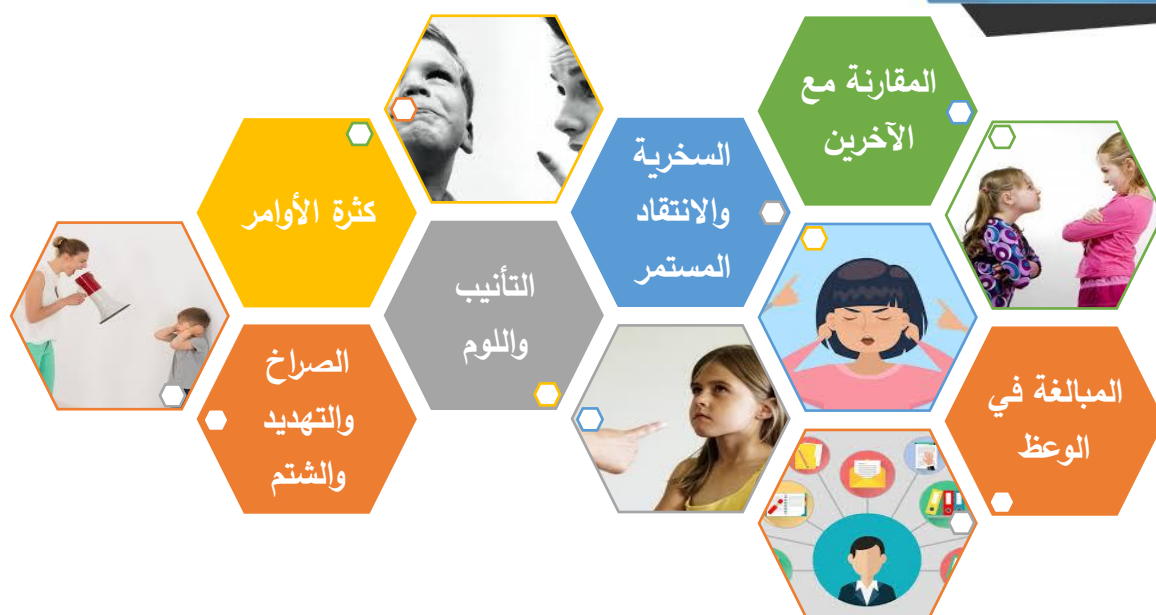 المقارنة مع
الآخرين
السخرية
والانتقاد
المستمر
كثرة الأوامر
التأنيب
واللوم
الصراخ
والتهديد
والشتم
المبالغة في
الوعظ